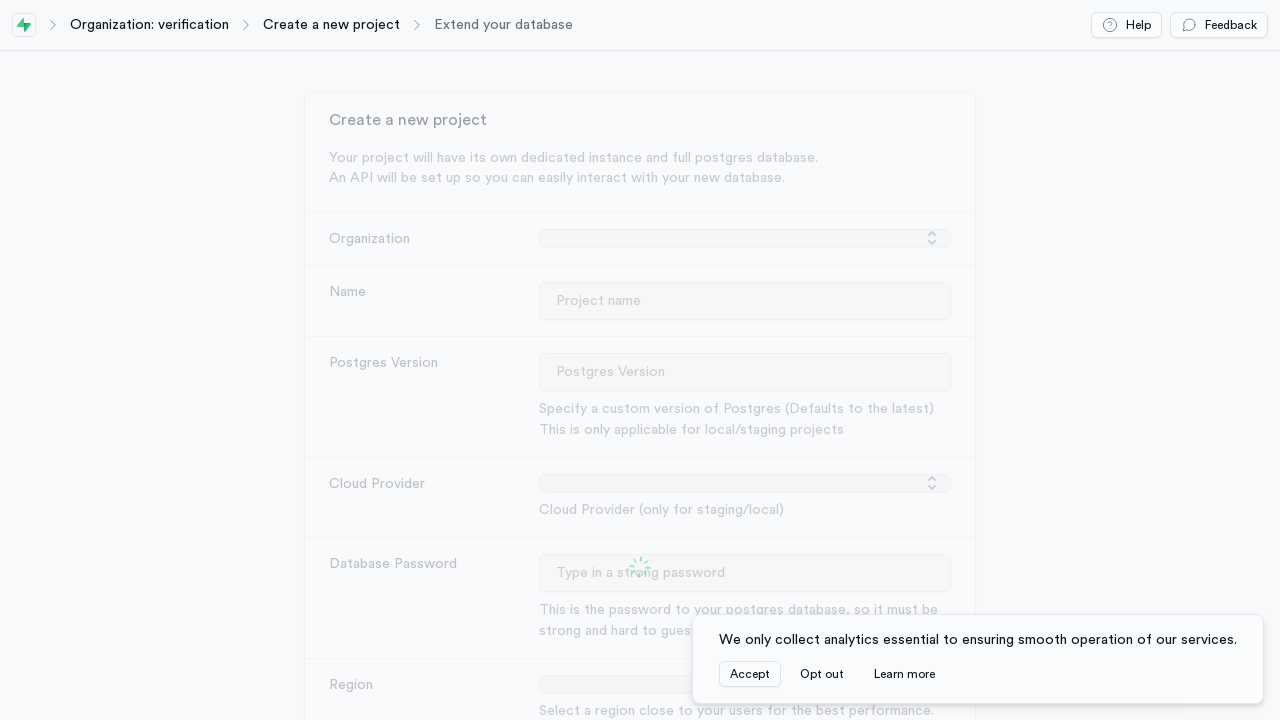 Organization: verification
Create a new project
Extend your database
Help
Feedback
Create a new project
Your project will have its own dedicated instance and full postgres database.
An API will be set up so you can easily interact with your new database.
Organization
Name
Project name
Postgres Version
Postgres Version
Specify a custom version of Postgres (Defaults to the latest)
This is only applicable for local/staging projects
Cloud Provider
Cloud Provider (only for staging/local)
Database Password
Type in a strong password
This is the password to your postgres database, so it must be
strong and hard to gues
We only collect analytics essential to ensuring smooth operation of our services.
Accept
Opt out
Learn more
Region
Select a region close to your users for the best performance.